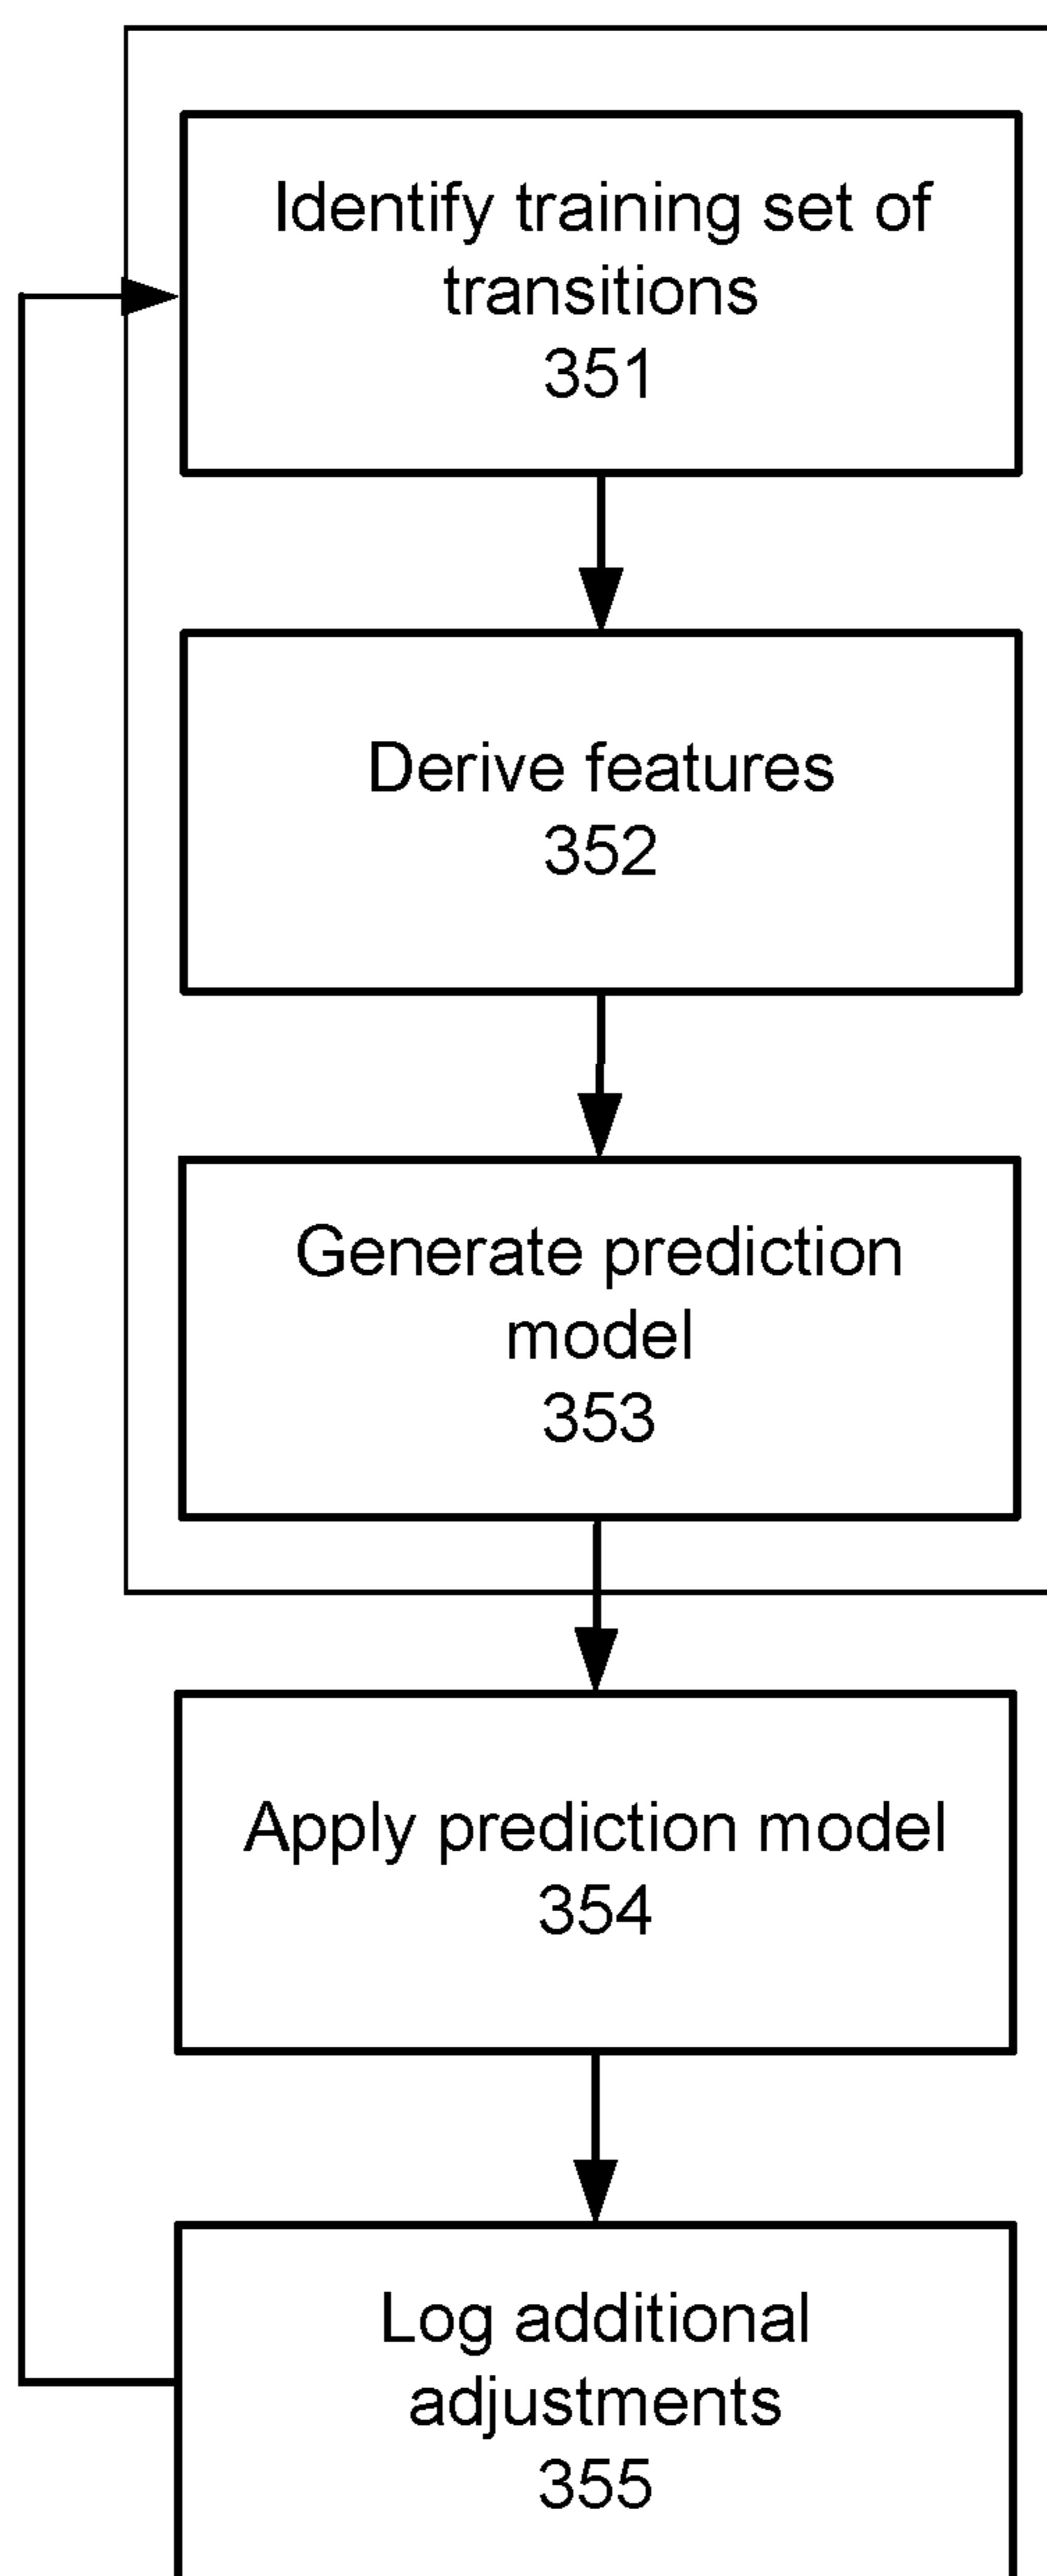 Identify training set of
transitions
351
Derive features
352
Generate prediction
model
353
Apply prediction model
354
Log additional
adjustments
355